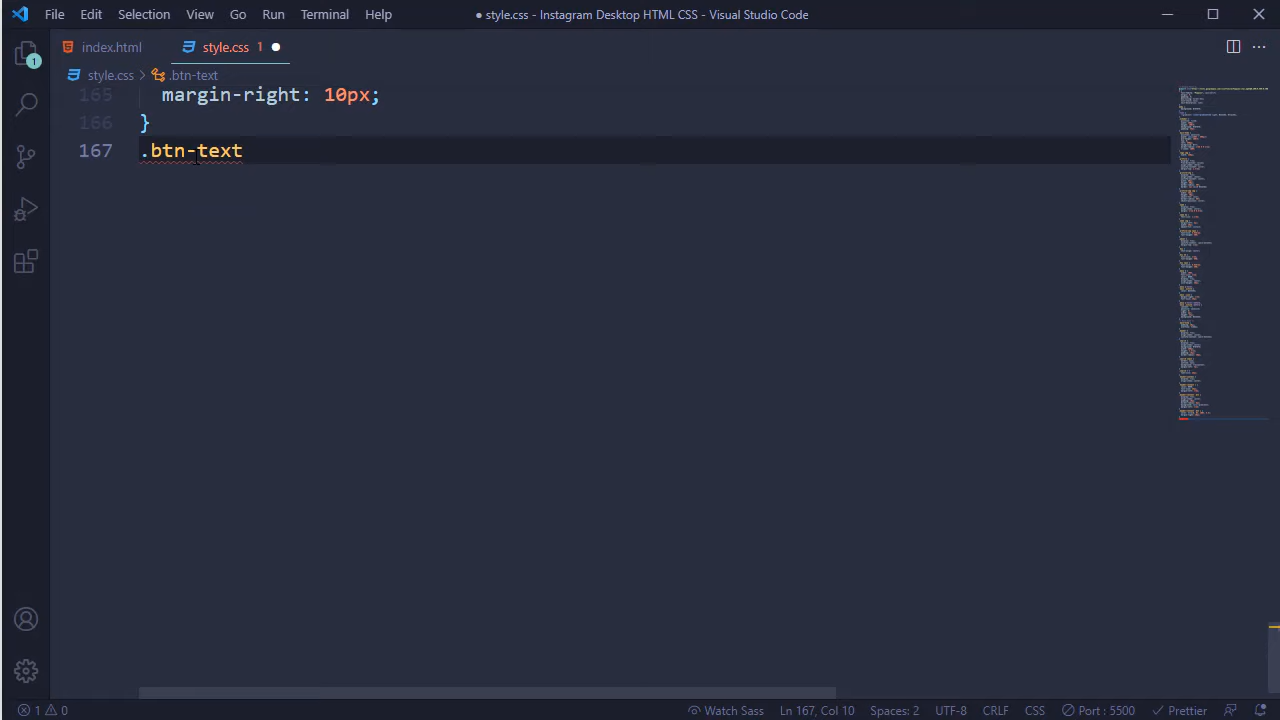 File Edit Selection View Go Run Terminal Help
● style.css - Instagram Desktop HTML CSS - Visual Studio Code
index.html style.css 1
style.css > .btn-text
165 margin-right: 10px;
166 }
167 .btn-text
1
1 0 Watch Sass Ln 167, Col 10 Spaces: 2 UTF-8 CRLF CSS Port : 5500 Prettier